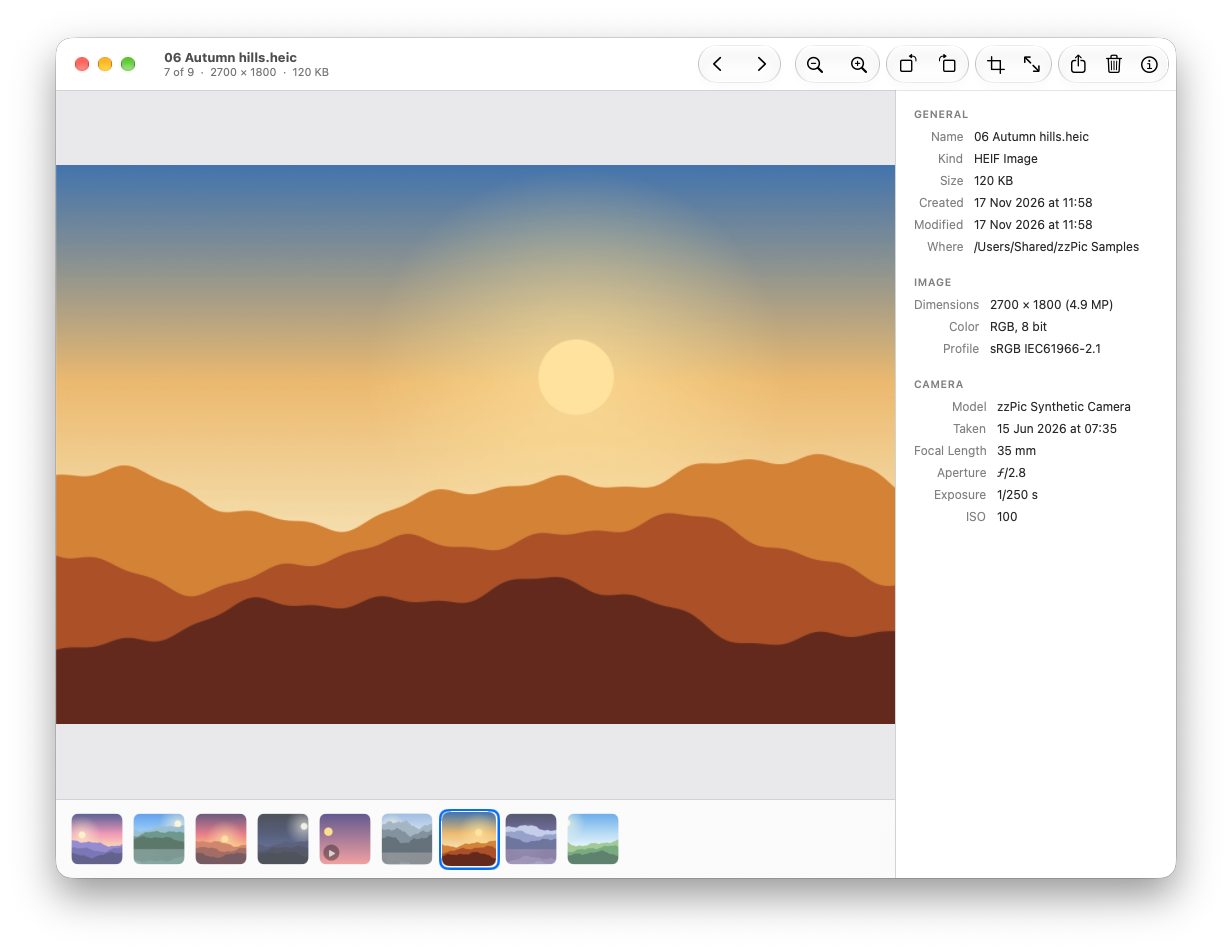 06 Autumn hills.heic
7 of 9 · 2700 × 1800 · 120 KB
GENERAL
Name 06 Autumn hills.heic
Kind HEIF Image
Size 120 KB
Created 17 Nov 2026 at 11:58
Modified 17 Nov 2026 at 11:58
Where /Users/Shared/zzPic Samples
IMAGE
Dimensions 2700 × 1800 (4.9 MP)
Color RGB, 8 bit
Profile sRGB IEC61966-2.1
CAMERA
Model zzPic Synthetic Camera
Taken 15 Jun 2026 at 07:35
Focal Length 35 mm
Aperture ƒ/2.8
Exposure 1/250 s
ISO 100